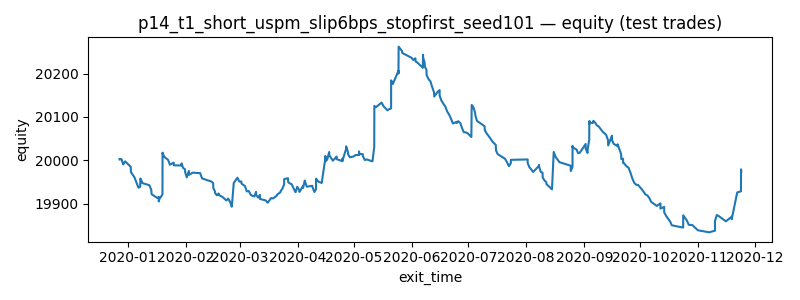 p14_t1_short_uspm_slip6bps_stopfirst_seed101 — equity (test trades)
equity
20200
20100
20000
19900
2020-01 2020-02 2020-03 2020-04 2020-05 2020-06 2020-07 2020-08 2020-09 2020-10 2020-11 2020-12
exit_time